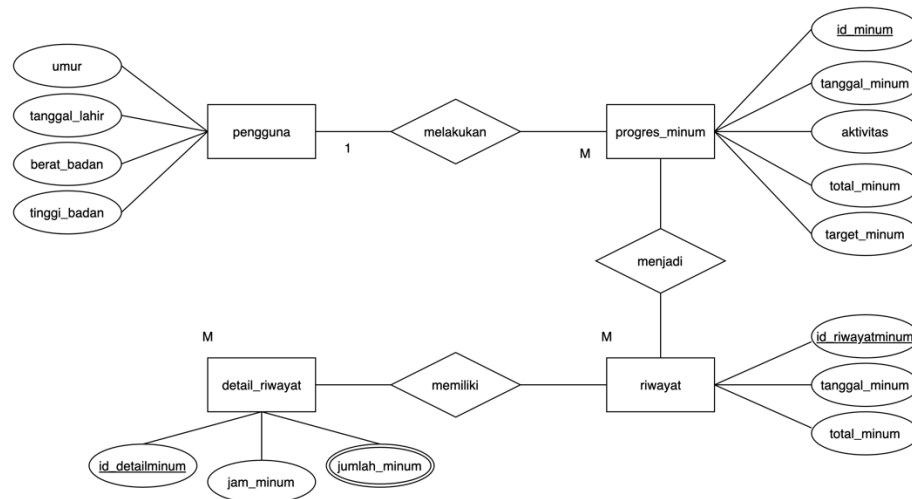 umur
tanggal_lahir
berat_badan
tinggi_badan
pengguna
1
melakukan
M
progres_minum
id_minum
tanggal_minum
aktivitas
total_minum
target_minum
menjadi
M
M
detail_riwayat
memiliki
riwayat
id_riwayatminum
tanggal_minum
total_minum
id_detailminum
jam_minum
jumlah_minum